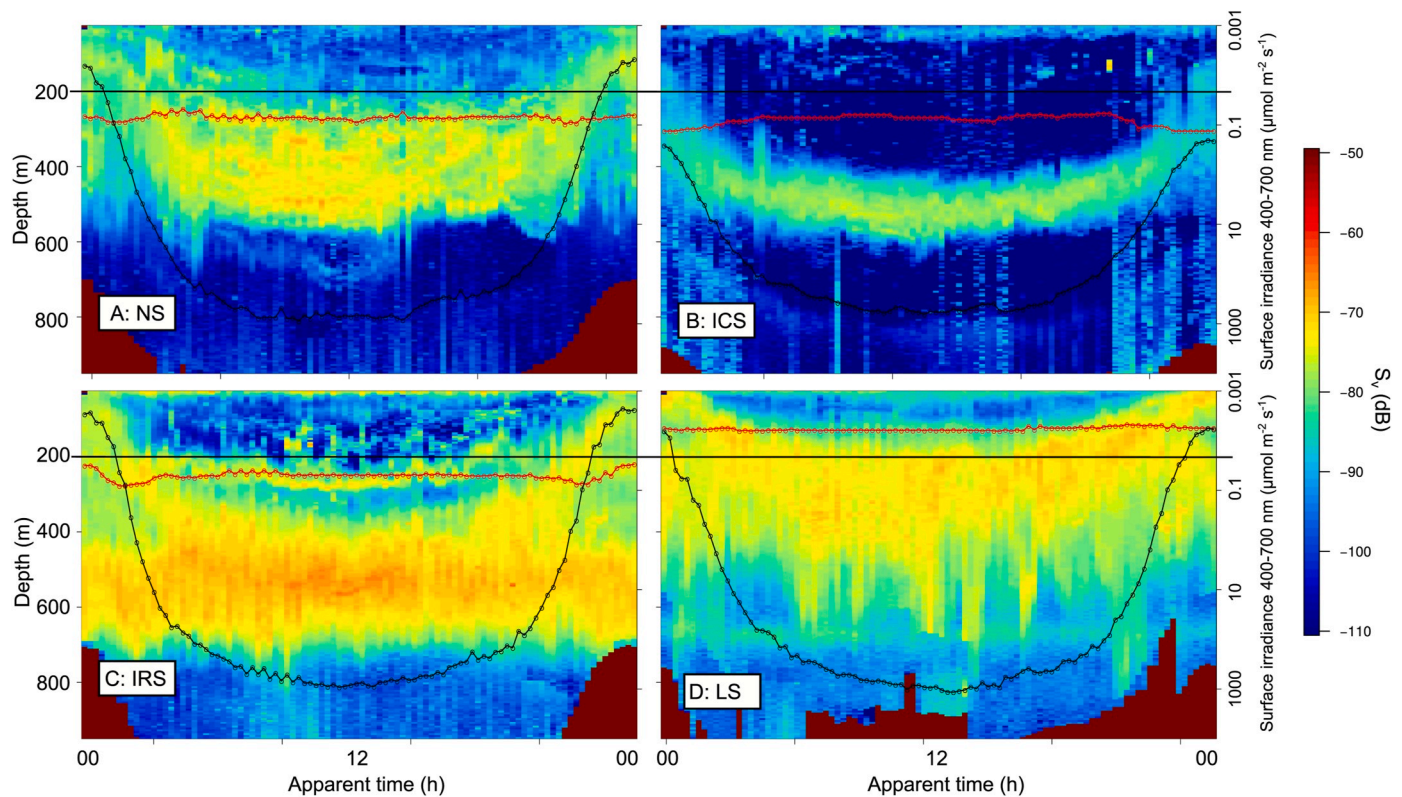 200
400
600
800
Depth (m)
A: NS
B: ICS
0.001
0.1
10
1000
Surface irradiance 400-700 nm (μmol m⁻² s⁻¹)
200
400
600
800
Depth (m)
C: IRS
D: LS
0.001
0.1
10
1000
Surface irradiance 400-700 nm (μmol m⁻² s⁻¹)
00 12 00
Apparent time (h)
00 12 00
Apparent time (h)
−50
−60
−70
−80
−90
−100
−110
Sᵥ (dB)